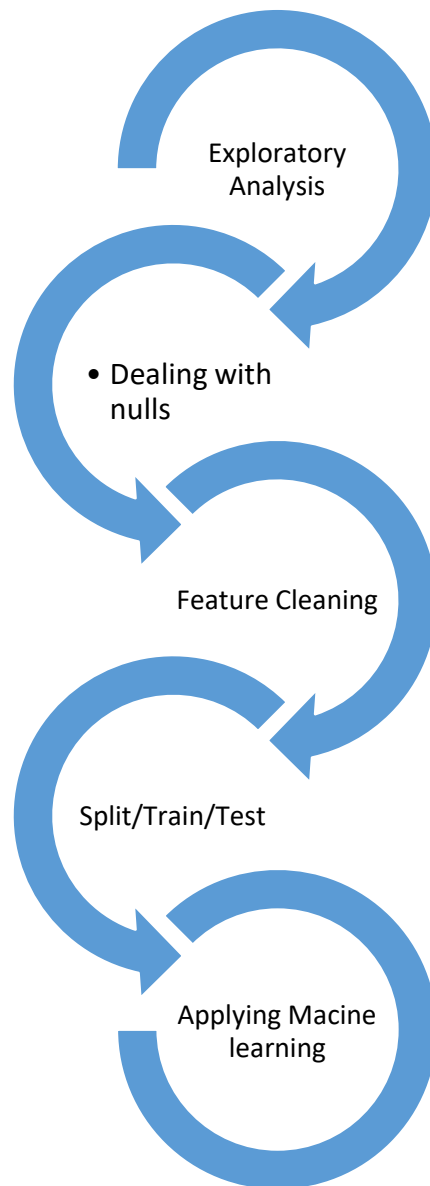 Exploratory
Analysis
• Dealing with
nulls
Feature Cleaning
Split/Train/Test
Applying Macine
learning